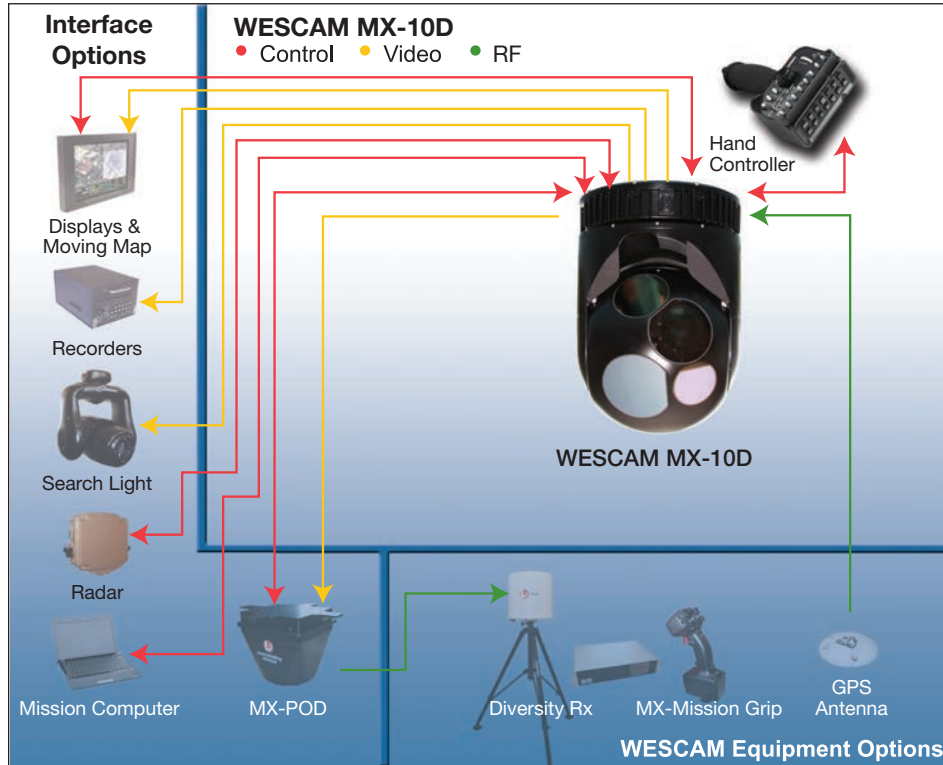 Interface
Options
WESCAM MX-10D
Control
Video
RF
Hand
Controller
Displays &
Moving Map
Recorders
Search Light
Radar
Mission Computer
WESCAM MX-10D
MX-POD
Diversity Rx
MX-Mission Grip
GPS
Antenna
WESCAM Equipment Options